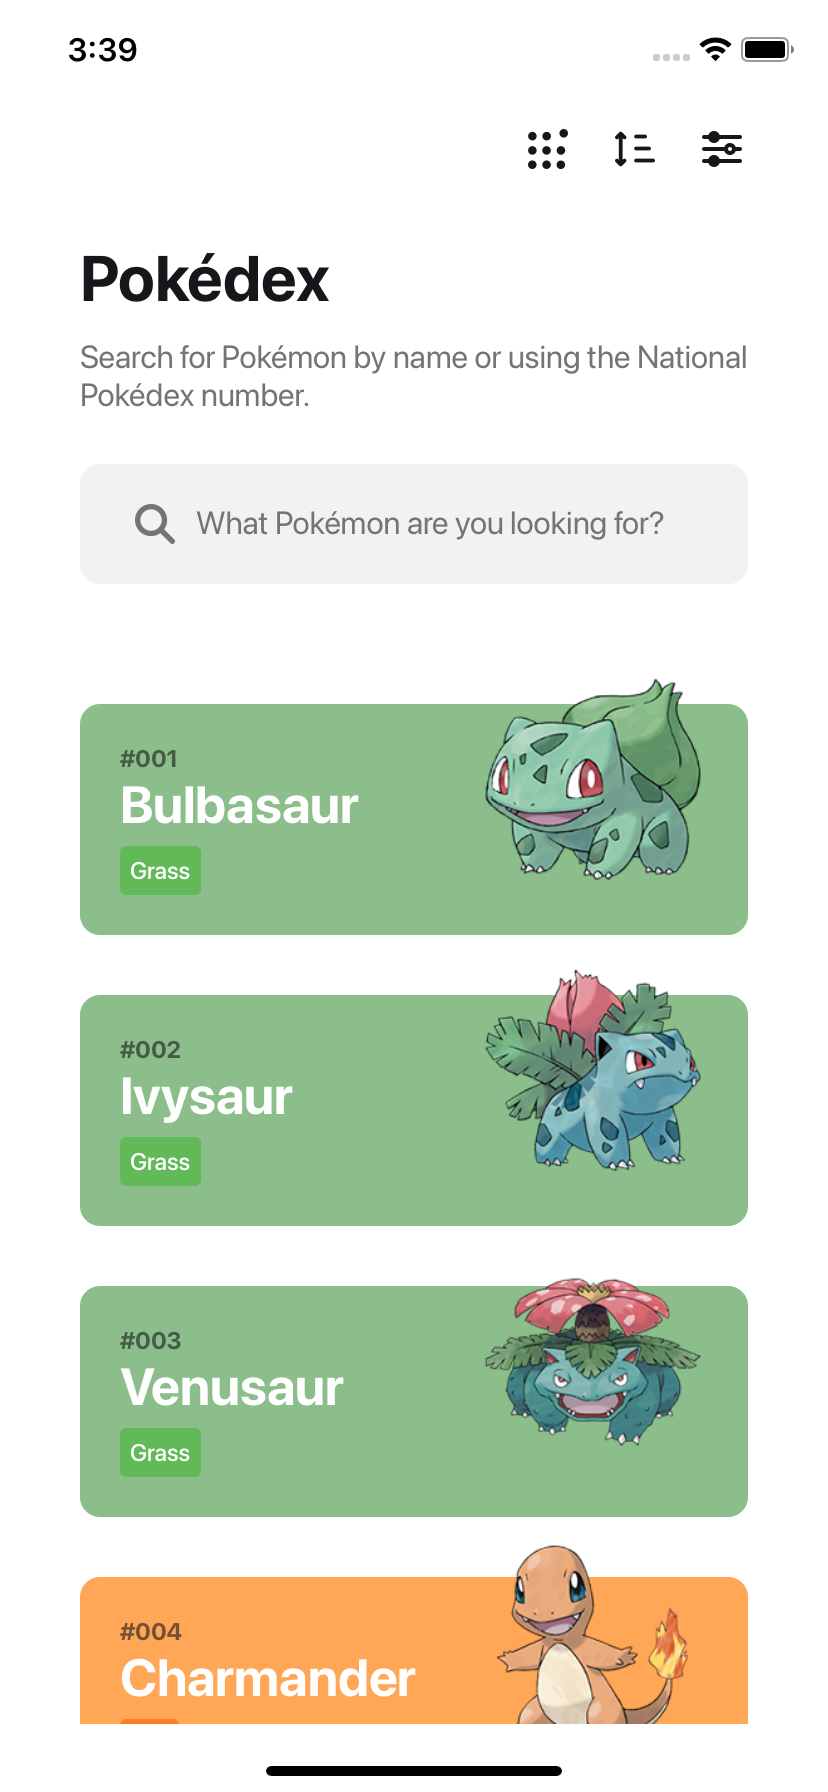 3:39
Pokédex
Search for Pokémon by name or using the National
Pokédex number.
What Pokémon are you looking for?
#001
Bulbasaur
Grass
#002
Ivysaur
Grass
#003
Venusaur
Grass
#004
Charmander